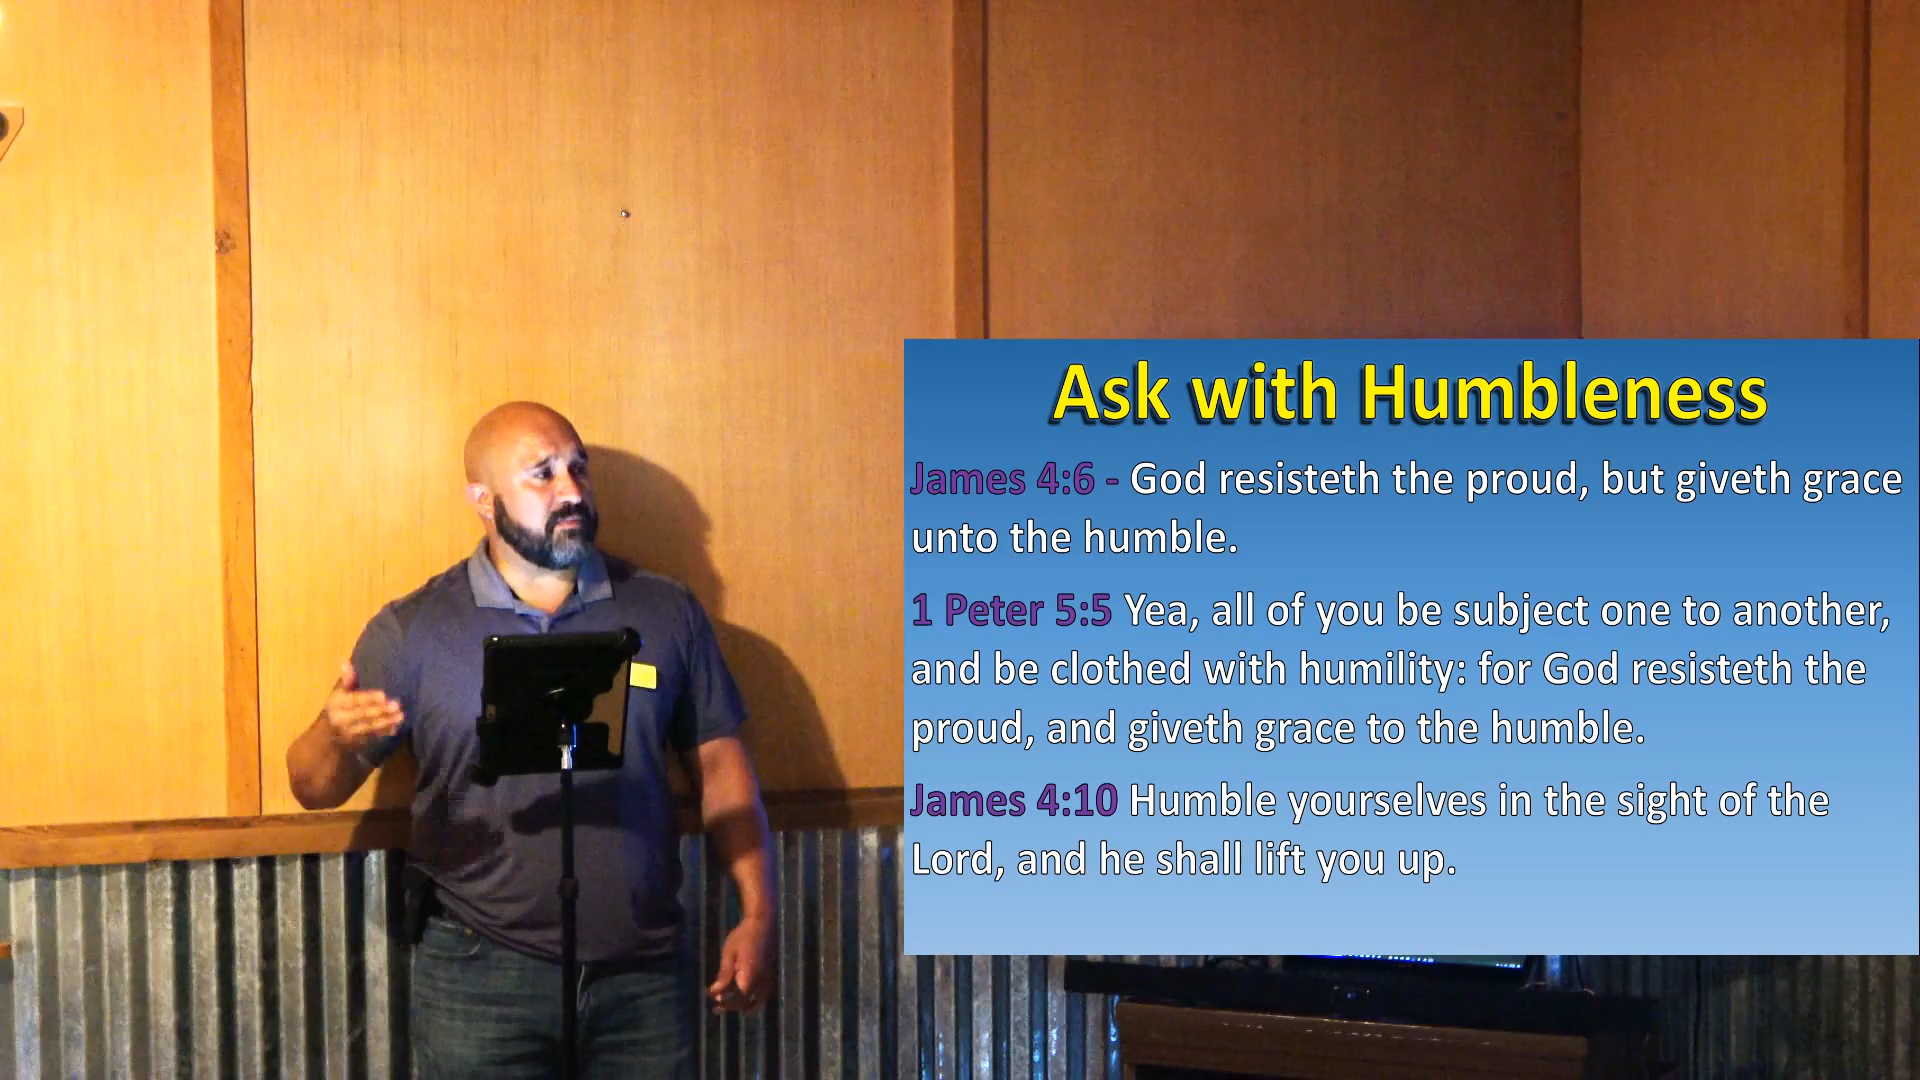 Ask with Humbleness
James 4:6 - God resisteth the proud, but giveth grace
unto the humble.
1 Peter 5:5 Yea, all of you be subject one to another,
and be clothed with humility: for God resisteth the
proud, and giveth grace to the humble.
James 4:10 Humble yourselves in the sight of the
Lord, and he shall lift you up.